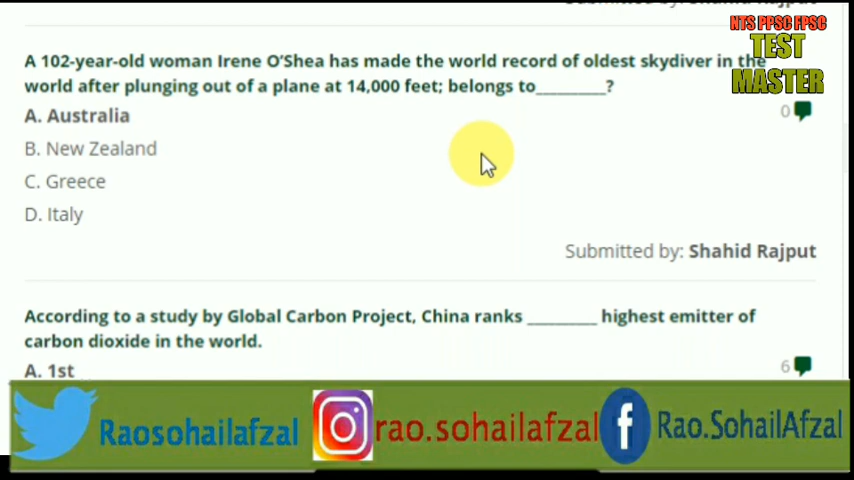 Submitted by: Shahid Rajput
NTS PPSC FPSC
TEST
MASTER
A 102-year-old woman Irene O'Shea has made the world record of oldest skydiver in the
world after plunging out of a plane at 14,000 feet; belongs to_________?
0
A. Australia
B. New Zealand
C. Greece
D. Italy
Submitted by: Shahid Rajput
According to a study by Global Carbon Project, China ranks _________ highest emitter of
carbon dioxide in the world.
6
A. 1st
Raosohailafzal
rao.sohailafzal
Rao.SohailAfzal